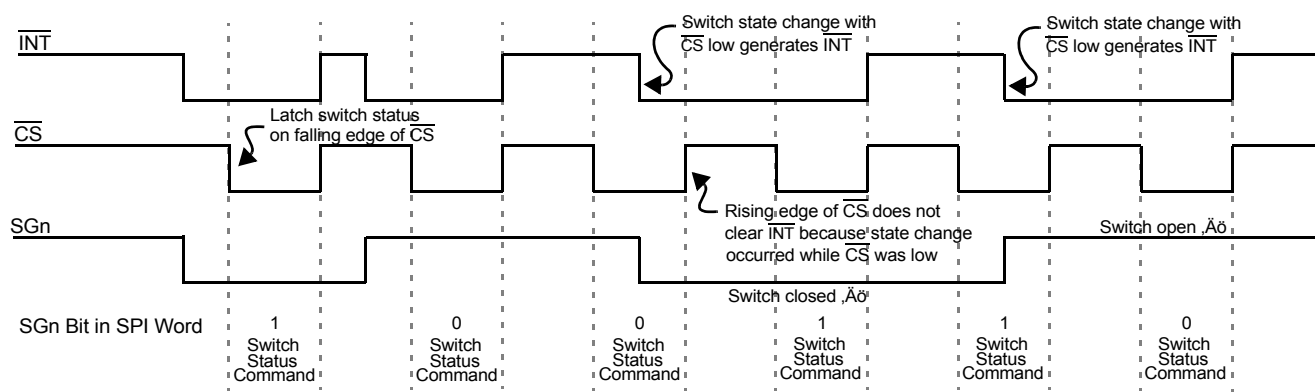 Switch state change with
CS low generates INT
Switch state change with
CS low generates INT
INT
Latch switch status
on falling edge of CS
CS
Rising edge of CS does not
clear INT because state change
occurred while CS was low
SGn
Switch open ‚Äö
Switch closed ‚Äö
SGn Bit in SPI Word
1
Switch
Status
Command
0
Switch
Status
Command
0
Switch
Status
Command
1
Switch
Status
Command
1
Switch
Status
Command
0
Switch
Status
Command